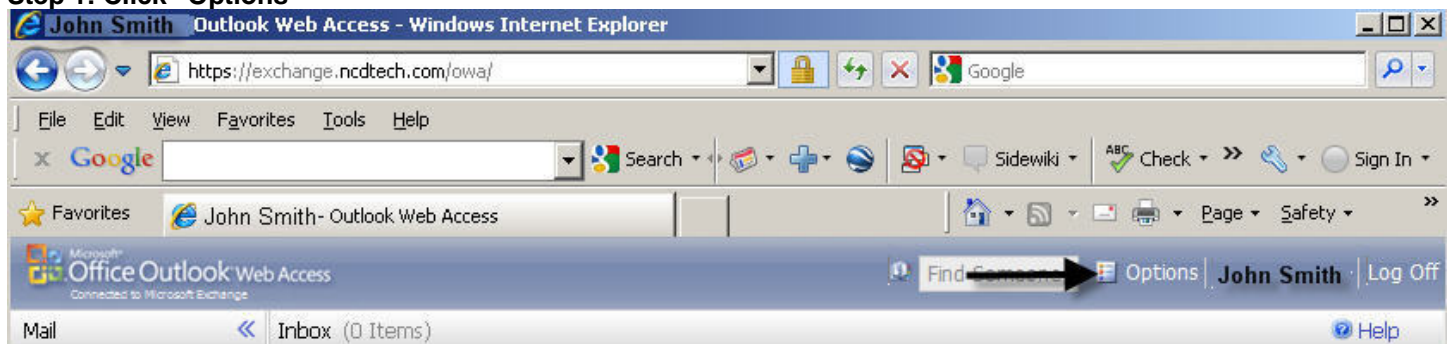 Step 1: Click "Options"
John Smith Outlook Web Access - Windows Internet Explorer
https://exchange.ncdtech.com/owa/ Google
File Edit View Favorites Tools Help
x Google Search Sidewiki ABC Check >> Sign In
Favorites John Smith- Outlook Web Access Page Safety >>
Microsoft
Office Outlook Web Access Find Someone Options John Smith Log Off
Connected to Microsoft Exchange
Mail << Inbox (0 Items) Help